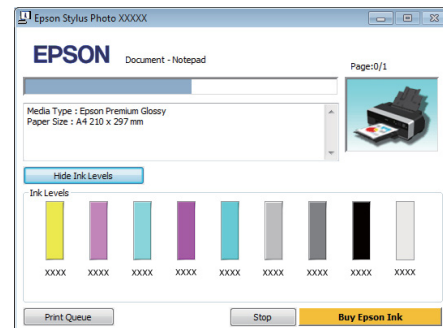 Epson Stylus Photo XXXXX
EPSON
Document - Notepad
Page:0/1
Media Type : Epson Premium Glossy
Paper Size : A4 210 x 297 mm
Hide Ink Levels
Ink Levels
XXXX XXXX XXXX XXXX XXXX XXXX XXXX XXXX XXXX
Print Queue
Stop
Buy Epson Ink